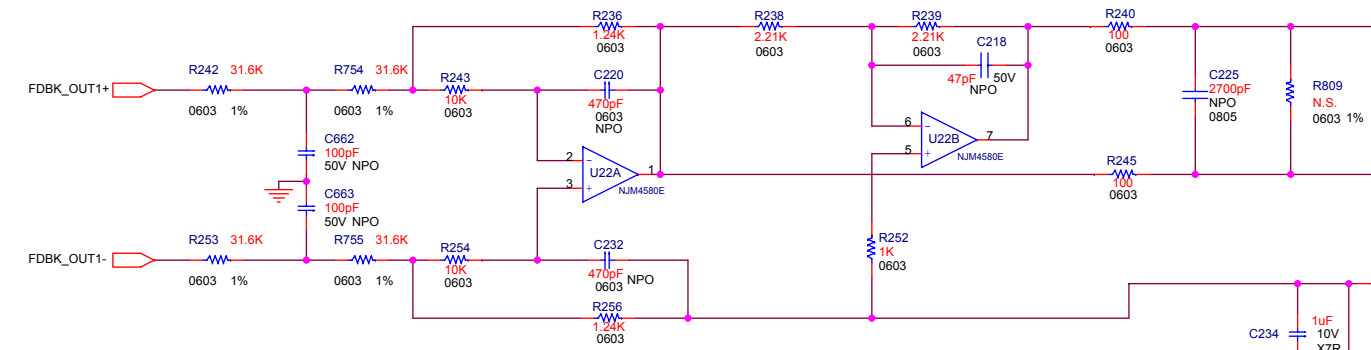 R236
1.24K
0603
R238
2.21K
0603
R239
2.21K
0603
R240
100
0603
C218
47pF 50V
NPO
FDBK_OUT1+
R242 31.6K
0603 1%
R754 31.6K
0603 1%
R243
10K
0603
C220
470pF
0603
NPO
C225
2700pF
NPO
0805
R809
N.S.
0603 1%
C662
100pF
50V NPO
C663
100pF
50V NPO
2
3
1
U22A
NJM4580E
6
5
7
U22B
NJM4580E
R245
100
0603
FDBK_OUT1-
R253 31.6K
0603 1%
R755 31.6K
0603 1%
R254
10K
0603
C232
470pF
0603 NPO
R252
1K
0603
R256
1.24K
0603
C234
1uF
10V
X7R